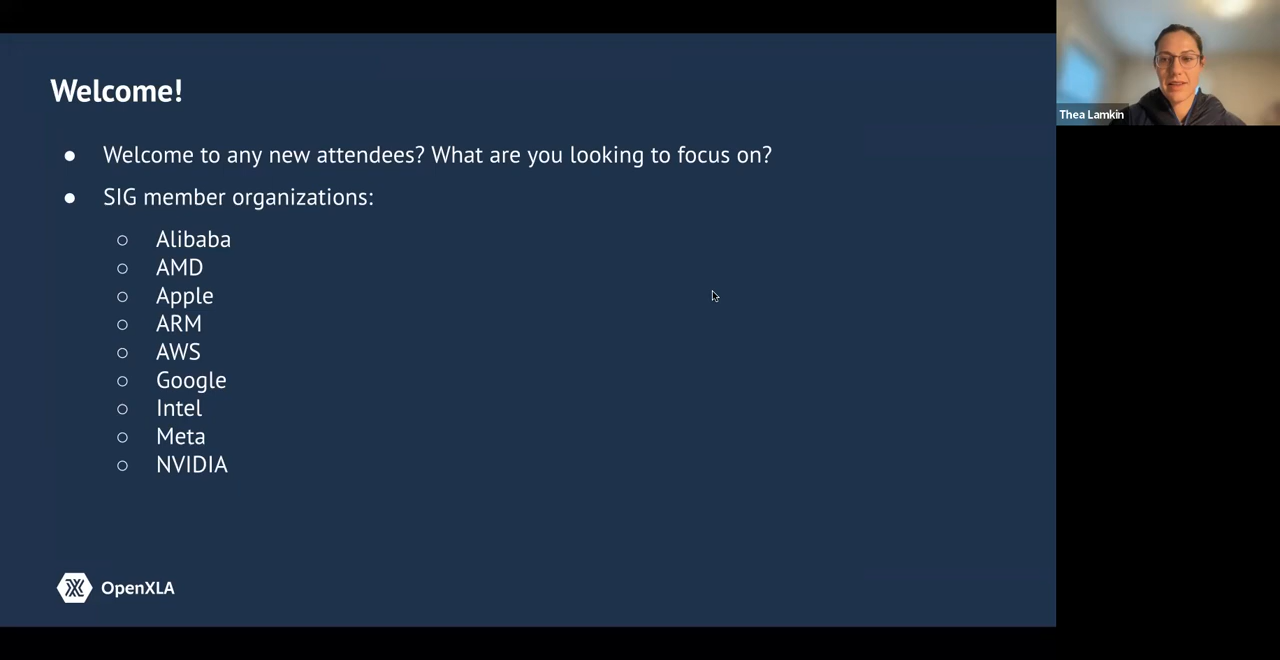 Welcome!
● Welcome to any new attendees? What are you looking to focus on?
● SIG member organizations:
○ Alibaba
○ AMD
○ Apple
○ ARM
○ AWS
○ Google
○ Intel
○ Meta
○ NVIDIA
OpenXLA
Thea Lamkin